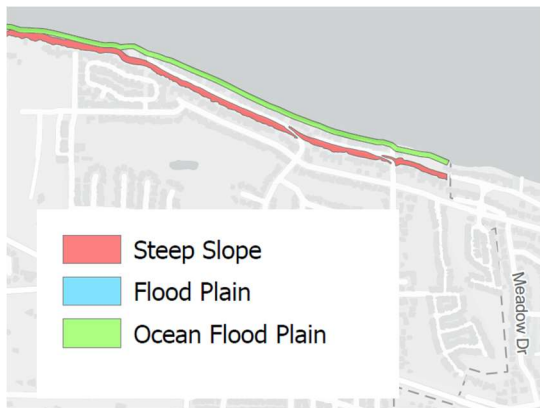 Steep Slope
Flood Plain
Ocean Flood Plain
Meadow Dr